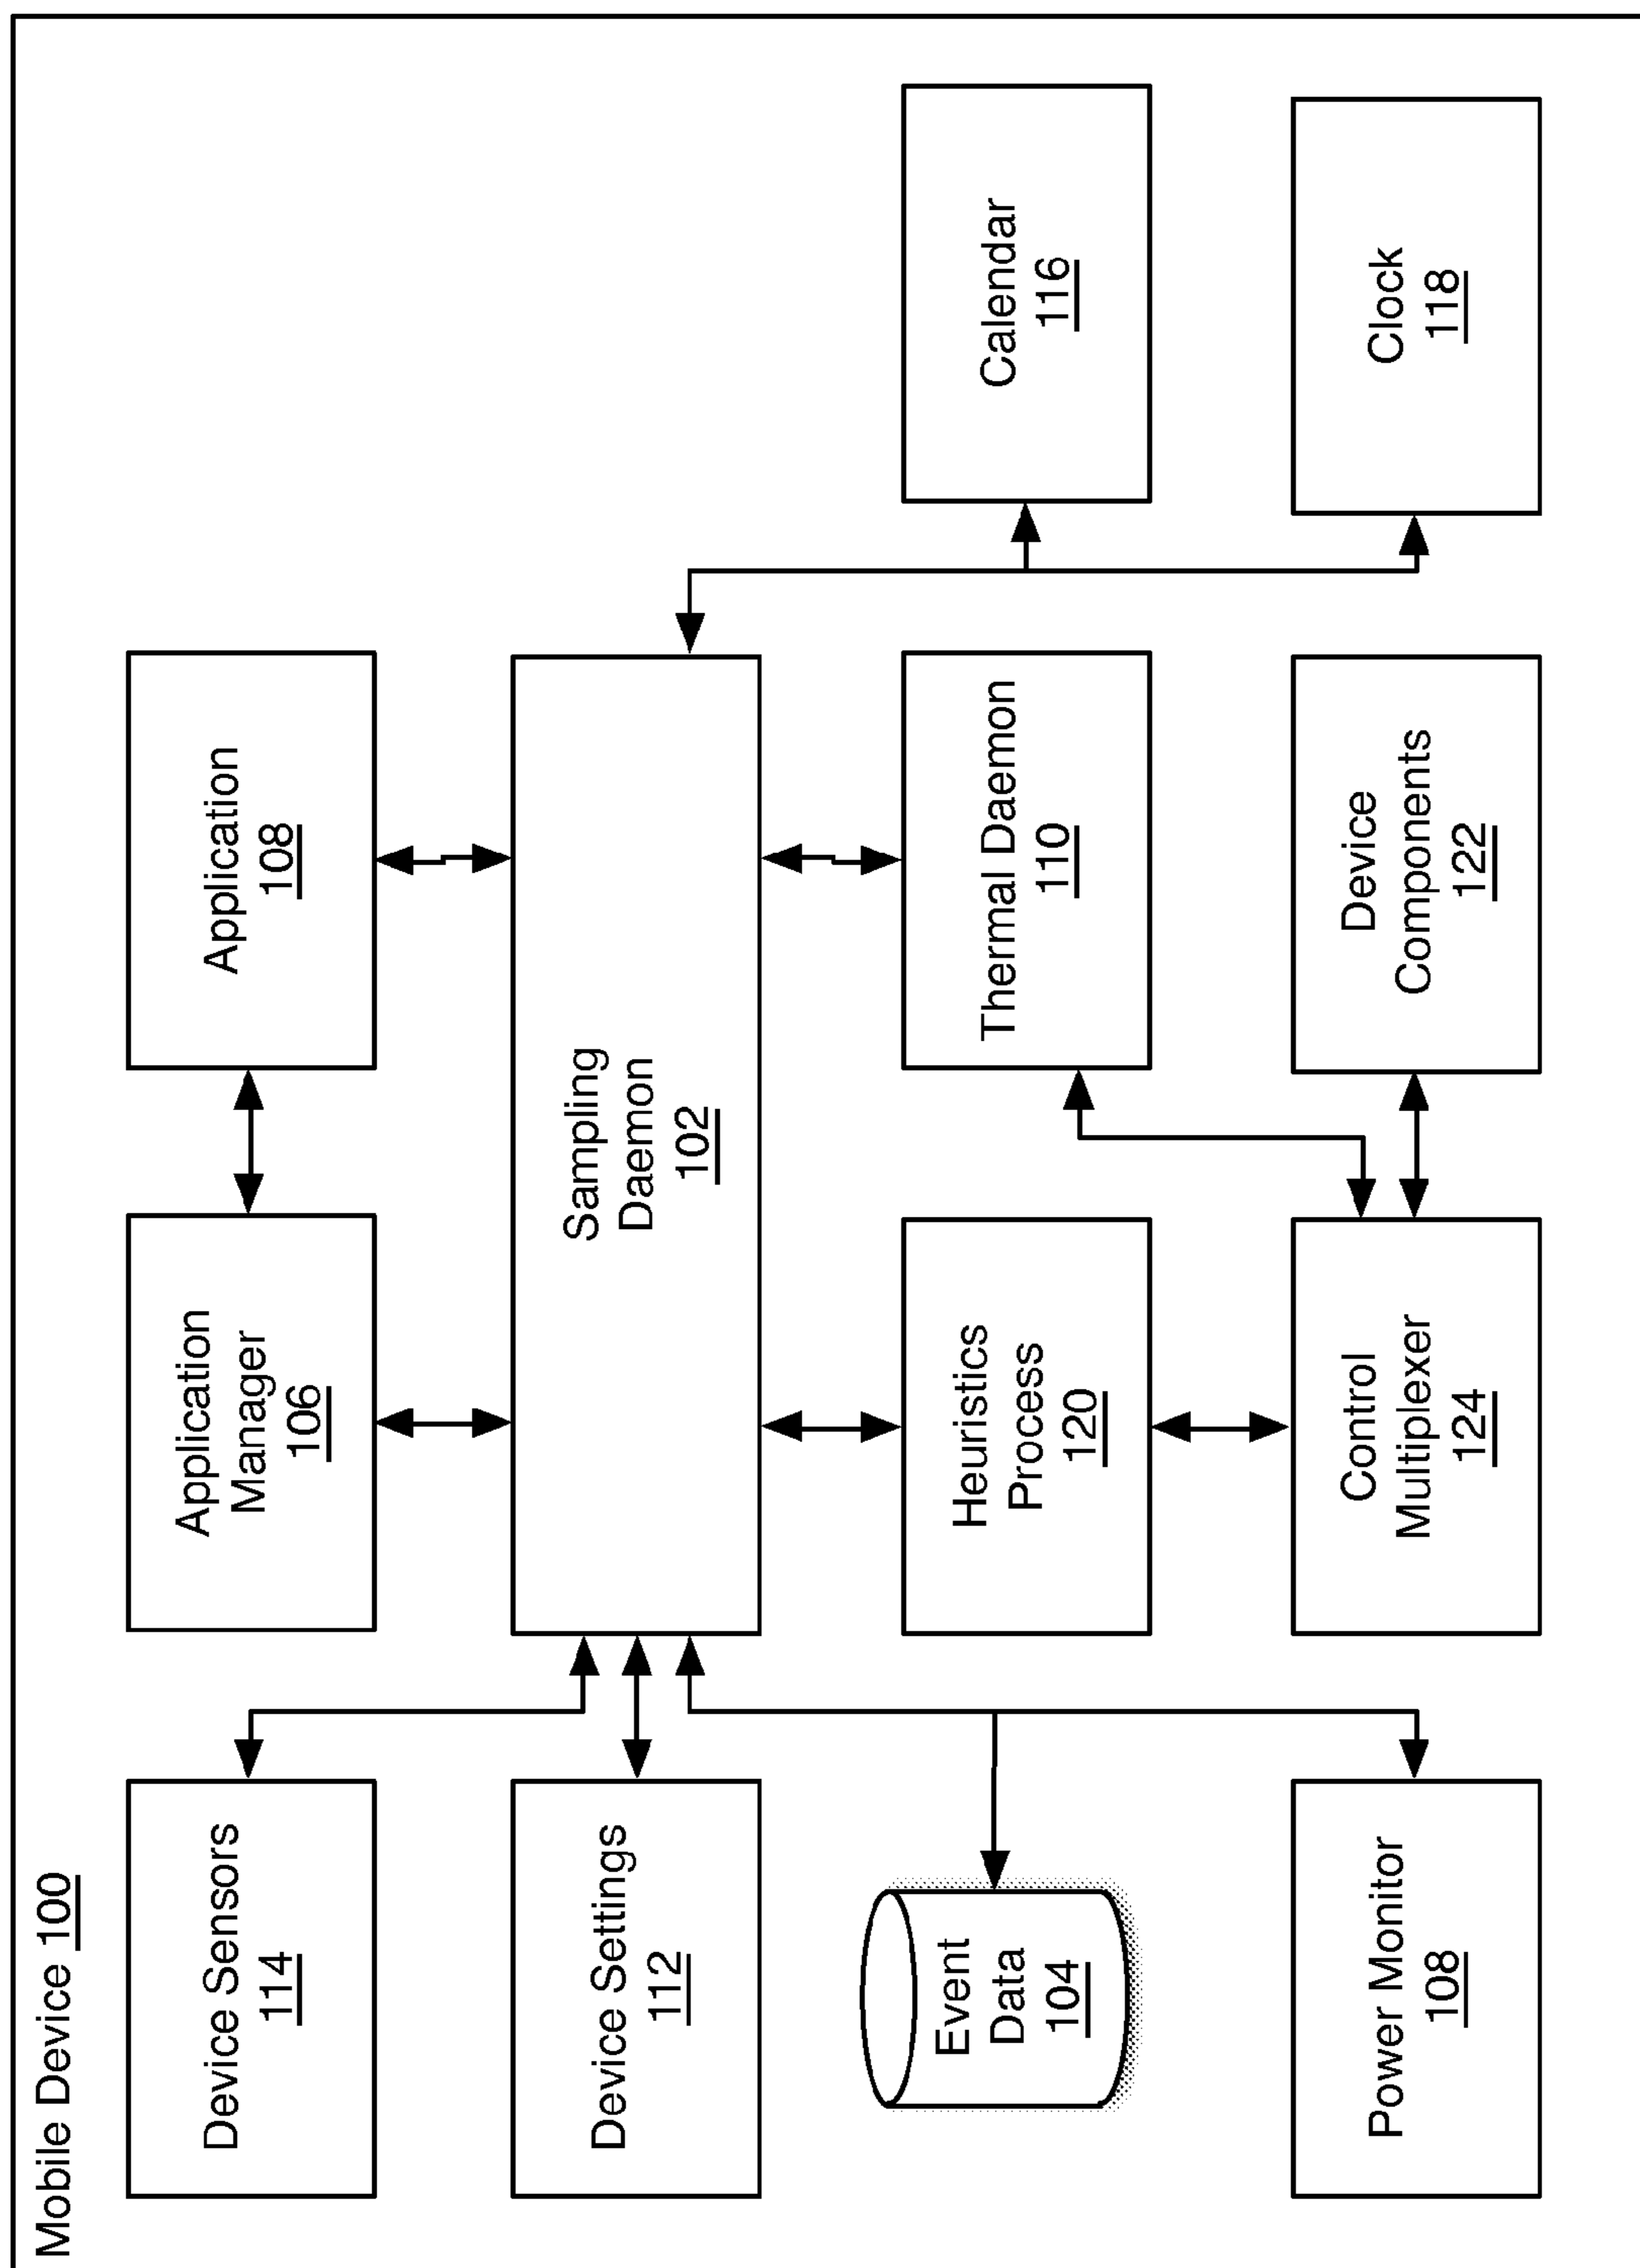 Mobile Device 100
Device Sensors
114
Application
Manager
106
Application
108
Device Settings
112
Sampling
Daemon
102
Event
Data
104
Heuristics
Process
120
Thermal Daemon
110
Calendar
116
Power Monitor
108
Control
Multiplexer
124
Device
Components
122
Clock
118